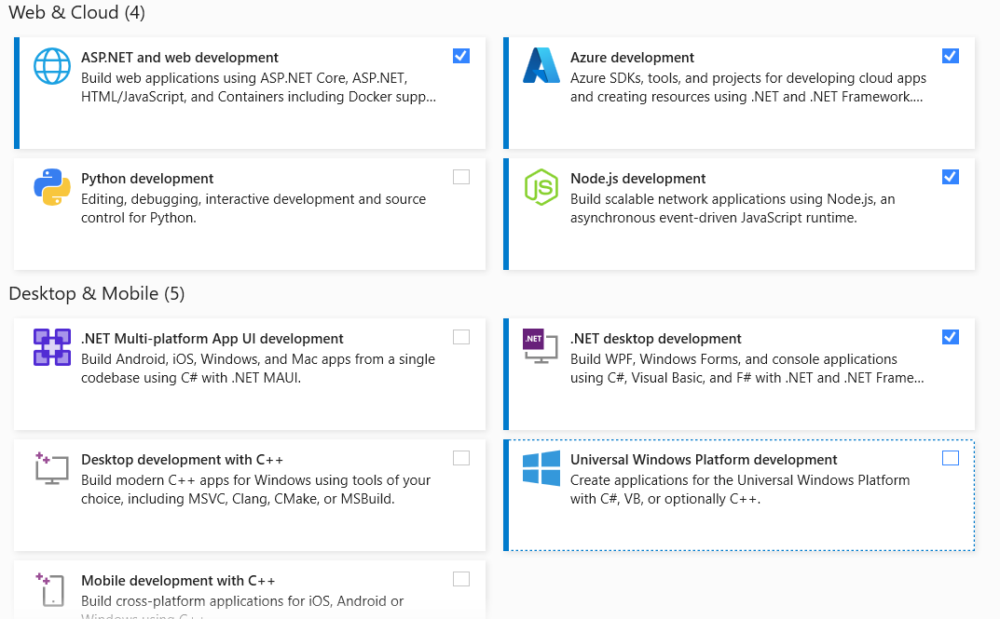 Web & Cloud (4)
ASP.NET and web development
Build web applications using ASP.NET Core, ASP.NET,
HTML/JavaScript, and Containers including Docker supp...
Azure development
Azure SDKs, tools, and projects for developing cloud apps
and creating resources using .NET and .NET Framework....
Python development
Editing, debugging, interactive development and source
control for Python.
JS
Node.js development
Build scalable network applications using Node.js, an
asynchronous event-driven JavaScript runtime.
Desktop & Mobile (5)
.NET Multi-platform App UI development
Build Android, iOS, Windows, and Mac apps from a single
codebase using C# with .NET MAUI.
.NET
.NET desktop development
Build WPF, Windows Forms, and console applications
using C#, Visual Basic, and F# with .NET and .NET Frame...
Desktop development with C++
Build modern C++ apps for Windows using tools of your
choice, including MSVC, Clang, CMake, or MSBuild.
Universal Windows Platform development
Create applications for the Universal Windows Platform
with C#, VB, or optionally C++.
Mobile development with C++
Build cross-platform applications for iOS, Android or
Windows using C++